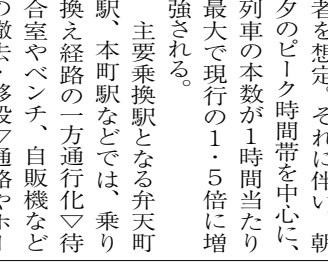 者を想定。それに伴い、朝
夕のピーク時間帯を中心に、
列車の本数が1時間当たり
最大で現行の1・5倍に増
強される。
主要乗換駅となる弁天町
駅、本町駅などでは、乗り
換え経路の一方通行化▽待
合室やベンチ、自販機など
の撤去・移設▽通路やホー